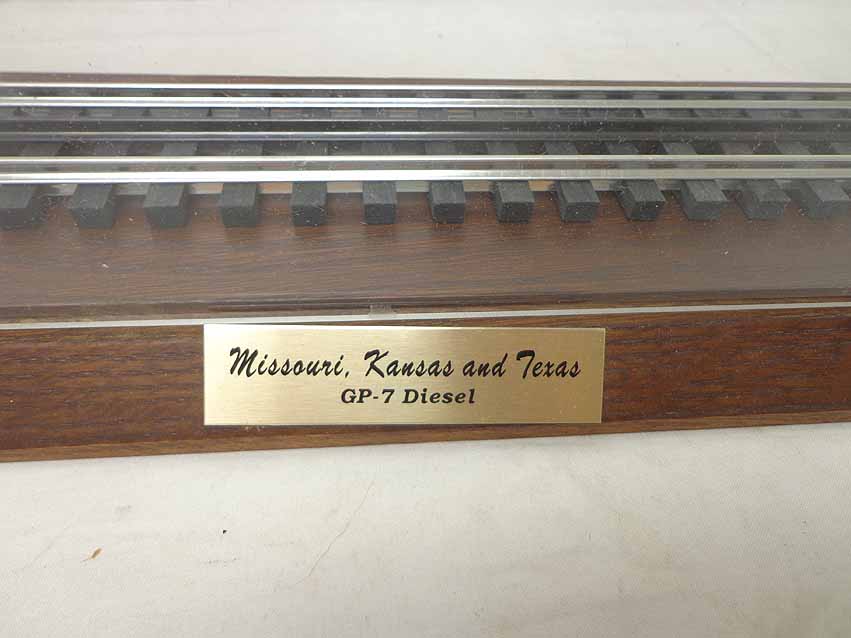 Missouri, Kansas and Texas
GP-7 Diesel